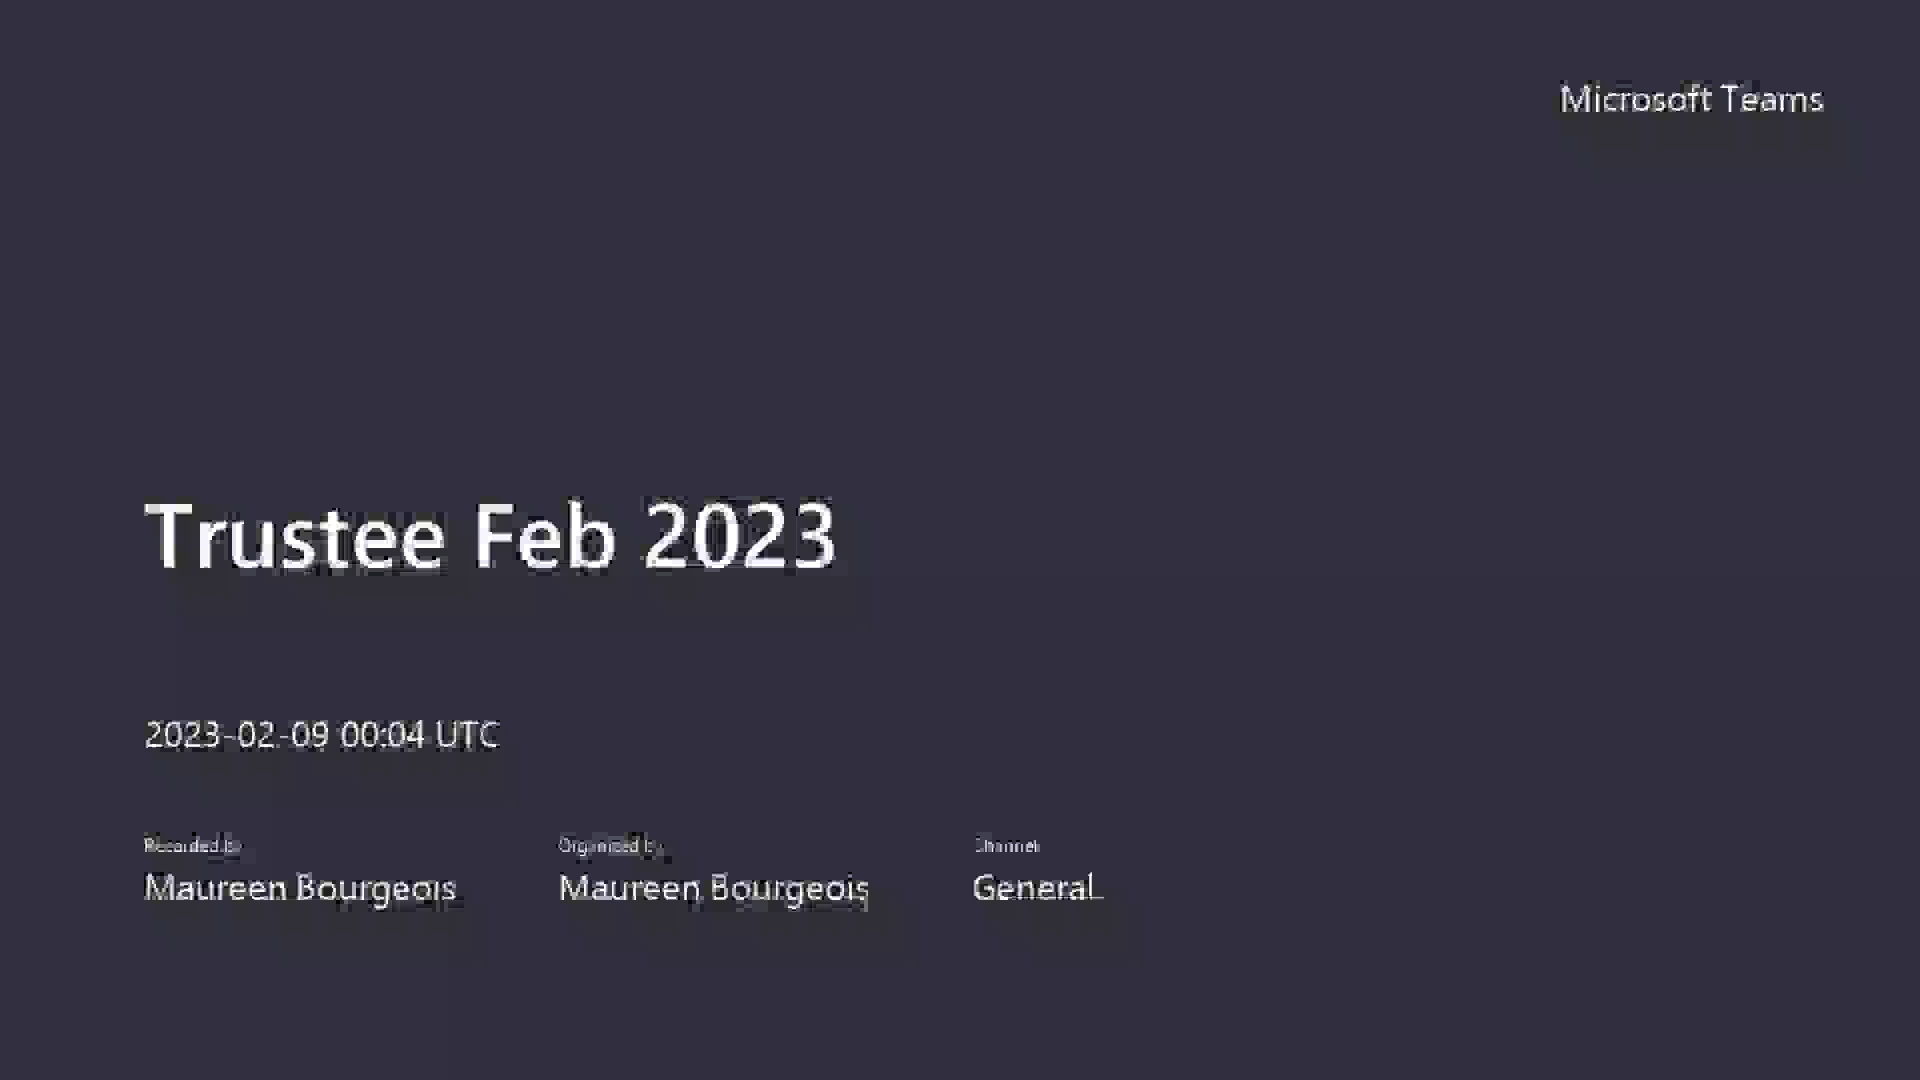 Microsoft Teams
Trustee Feb 2023
2023-02-09 00:04 UTC
Recorded by Organized by Channel
Maureen Bourgeois Maureen Bourgeois General